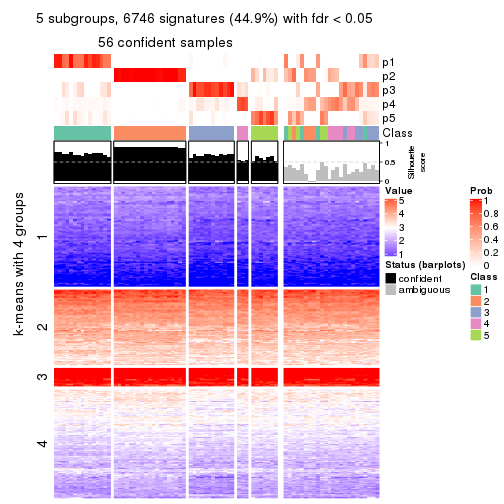 5 subgroups, 6746 signatures (44.9%) with fdr < 0.05
56 confident samples
p1
p2
p3
p4
p5
Class
1
0.5
0
Silhouette
score
k-means with 4 groups
1
2
3
4
Value
5
4
3
2
1
Status (barplots)
confident
ambiguous
Prob
1
0.8
0.6
0.4
0.2
0
Class
1
2
3
4
5